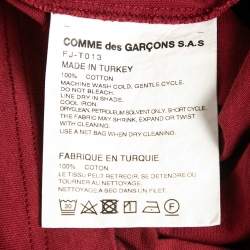 COMME des GARÇONS S.A.S
FJ-T013
MADE IN TURKEY
100% COTTON
MACHINE WASH COLD. GENTLE CYCLE.
DO NOT BLEACH.
LINE DRY IN SHADE.
COOL IRON.
DRYCLEAN, PETROLEUM SOLVENT ONLY, SHORT CYCLE.
THE FABRIC MAY SHRINK, EXPAND OR TWIST
WITH CLEANING.
USE A NET BAG WHEN DRY CLEANING.
FABRIQUE EN TURQUIE
100% COTTON
LE TISSU PEUT RETRECIR, SE DETENDRE OU
TORDRE AU NETTOYAGE.
NETTOYAGE A SEC DANS UN FILET.
30
F